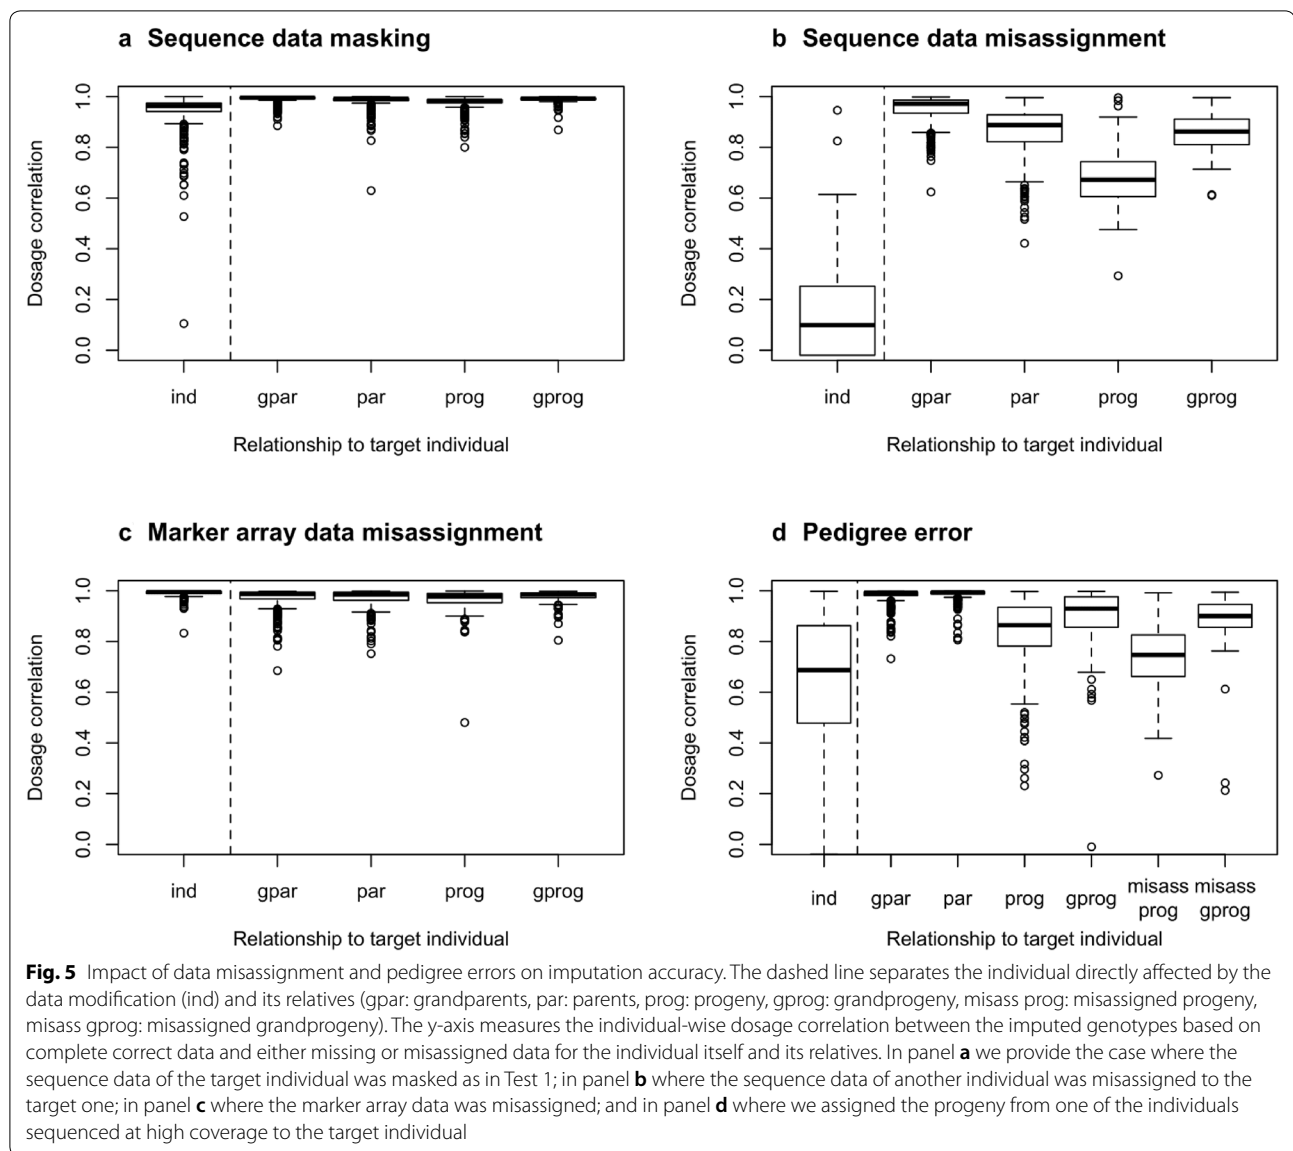 a Sequence data masking
Dosage correlation
0.0 0.2 0.4 0.6 0.8 1.0
ind gpar par prog gprog
Relationship to target individual
b Sequence data misassignment
Dosage correlation
0.0 0.2 0.4 0.6 0.8 1.0
ind gpar par prog gprog
Relationship to target individual
c Marker array data misassignment
Dosage correlation
0.0 0.2 0.4 0.6 0.8 1.0
ind gpar par prog gprog
Relationship to target individual
d Pedigree error
Dosage correlation
0.0 0.2 0.4 0.6 0.8 1.0
ind gpar par prog gprog misass prog misass gprog
Relationship to target individual
Fig. 5 Impact of data misassignment and pedigree errors on imputation accuracy. The dashed line separates the individual directly affected by the
data modification (ind) and its relatives (gpar: grandparents, par: parents, prog: progeny, gprog: grandprogeny, misass prog: misassigned progeny,
misass gprog: misassigned grandprogeny). The y-axis measures the individual-wise dosage correlation between the imputed genotypes based on
complete correct data and either missing or misassigned data for the individual itself and its relatives. In panel a we provide the case where the
sequence data of the target individual was masked as in Test 1; in panel b where the sequence data of another individual was misassigned to the
target one; in panel c where the marker array data was misassigned; and in panel d where we assigned the progeny from one of the individuals
sequenced at high coverage to the target individual